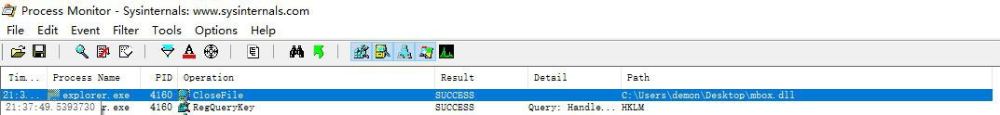 Process Monitor - Sysinternals: www.sysinternals.com
File Edit Event Filter Tools Options Help
Tim... Process Name PID Operation Result Detail Path
21:3... explorer.exe 4160 CloseFile SUCCESS C:\Users\demon\Desktop\mbox.dll
21:37:49.5393730 r.exe 4160 RegQueryKey SUCCESS Query: Handle... HKLM